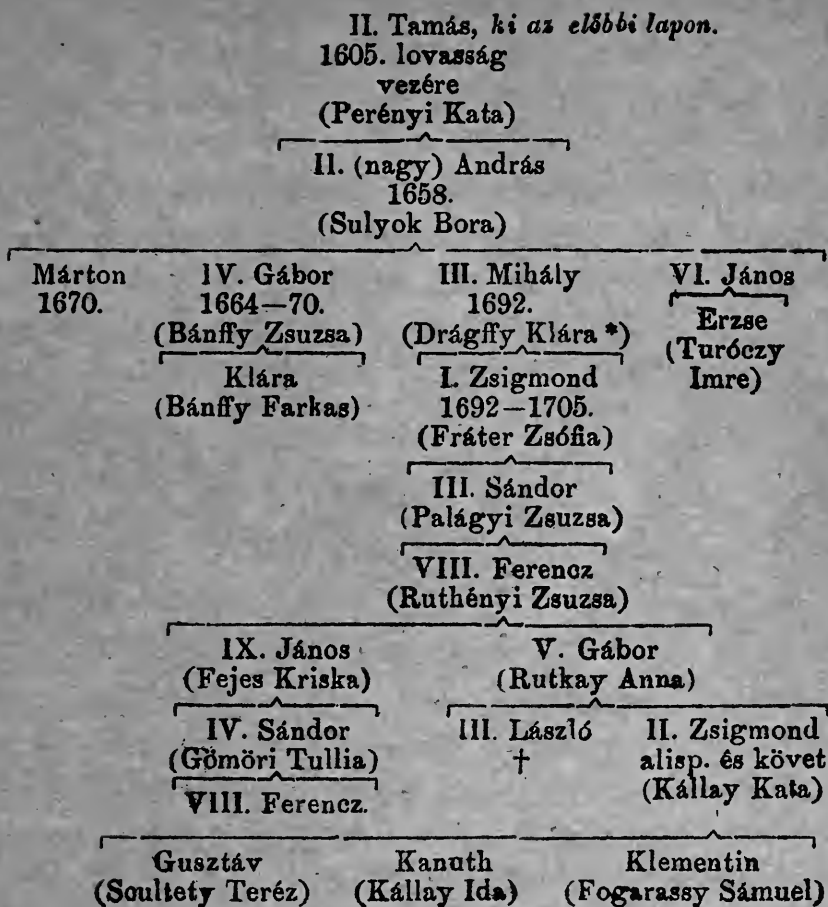 II. Tamás, ki az előbbi lapon.
1605. lovasság
vezére
(Perényi Kata)
II. (nagy) András
1658.
(Sulyok Bora)
Márton IV. Gábor III. Mihály VI. János
1670. 1664—70. 1692. Erzse
(Bánffy Zsuzsa) (Drágffy Klára *) (Turóczy
Klára I. Zsigmond Imre)
(Bánffy Farkas) 1692—1705.
(Fráter Zsófia)
III. Sándor
(Palágyi Zsuzsa)
VIII. Ferencz
(Ruthényi Zsuzsa)
IX. János V. Gábor
(Fejes Kriska) (Rutkay Anna)
IV. Sándor III. László II. Zsigmond
(Gömöri Tullia) † alisp. és követ
VIII. Ferencz. (Kállay Kata)
Gusztáv Kanuth Klementin
(Soultety Teréz) (Kállay Ida) (Fogarassy Sámuel)